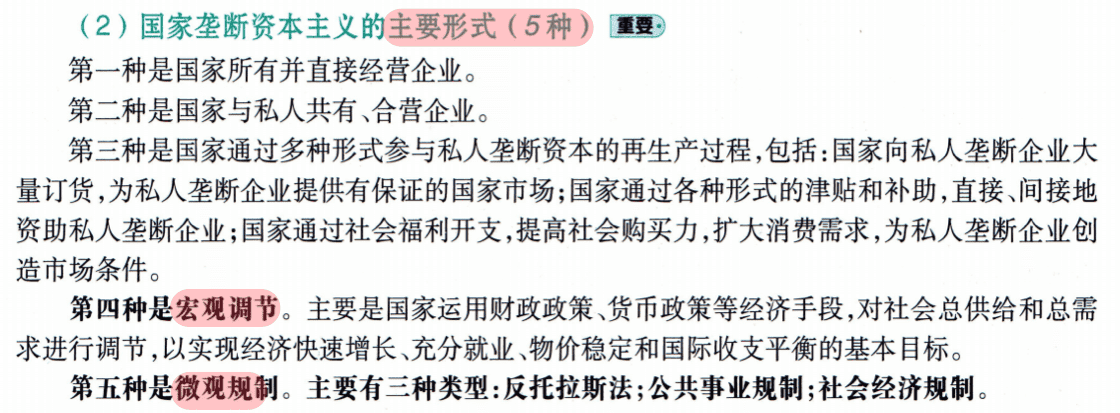 （2）国家垄断资本主义的主要形式（5种） 重要
第一种是国家所有并直接经营企业。
第二种是国家与私人共有、合营企业。
第三种是国家通过多种形式参与私人垄断资本的再生产过程，包括：国家向私人垄断企业大
量订货，为私人垄断企业提供有保证的国家市场；国家通过各种形式的津贴和补助，直接、间接地
资助私人垄断企业；国家通过社会福利开支，提高社会购买力，扩大消费需求，为私人垄断企业创
造市场条件。
第四种是宏观调节。主要是国家运用财政政策、货币政策等经济手段，对社会总供给和总需
求进行调节，以实现经济快速增长、充分就业、物价稳定和国际收支平衡的基本目标。
第五种是微观规制。主要有三种类型：反托拉斯法；公共事业规制；社会经济规制。